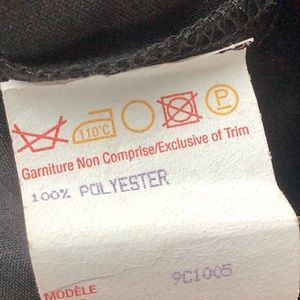 110°C
P
Garniture Non Comprise/Exclusive of Trim
100% POLYESTER
MODÈLE 9C1005